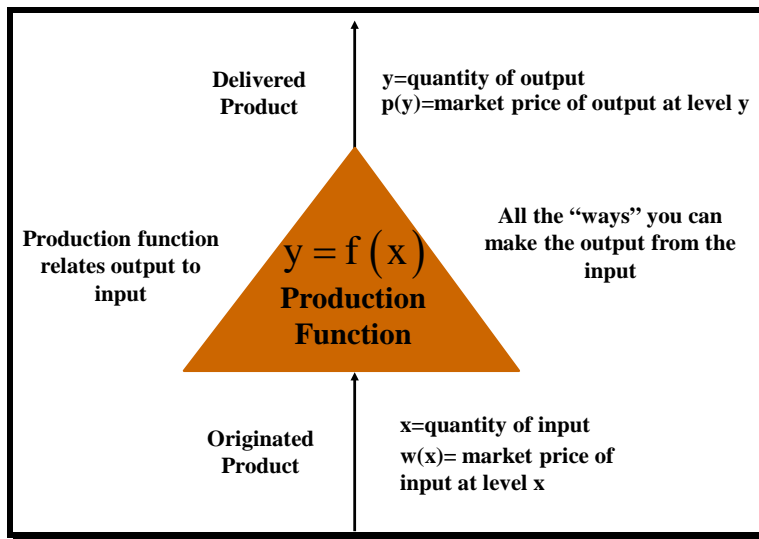 Delivered
Product
y=quantity of output
p(y)=market price of output at level y
Production function
relates output to
input
y = f ( x )
Production
Function
All the “ways” you can
make the output from the
input
Originated
Product
x=quantity of input
w(x)= market price of
input at level x